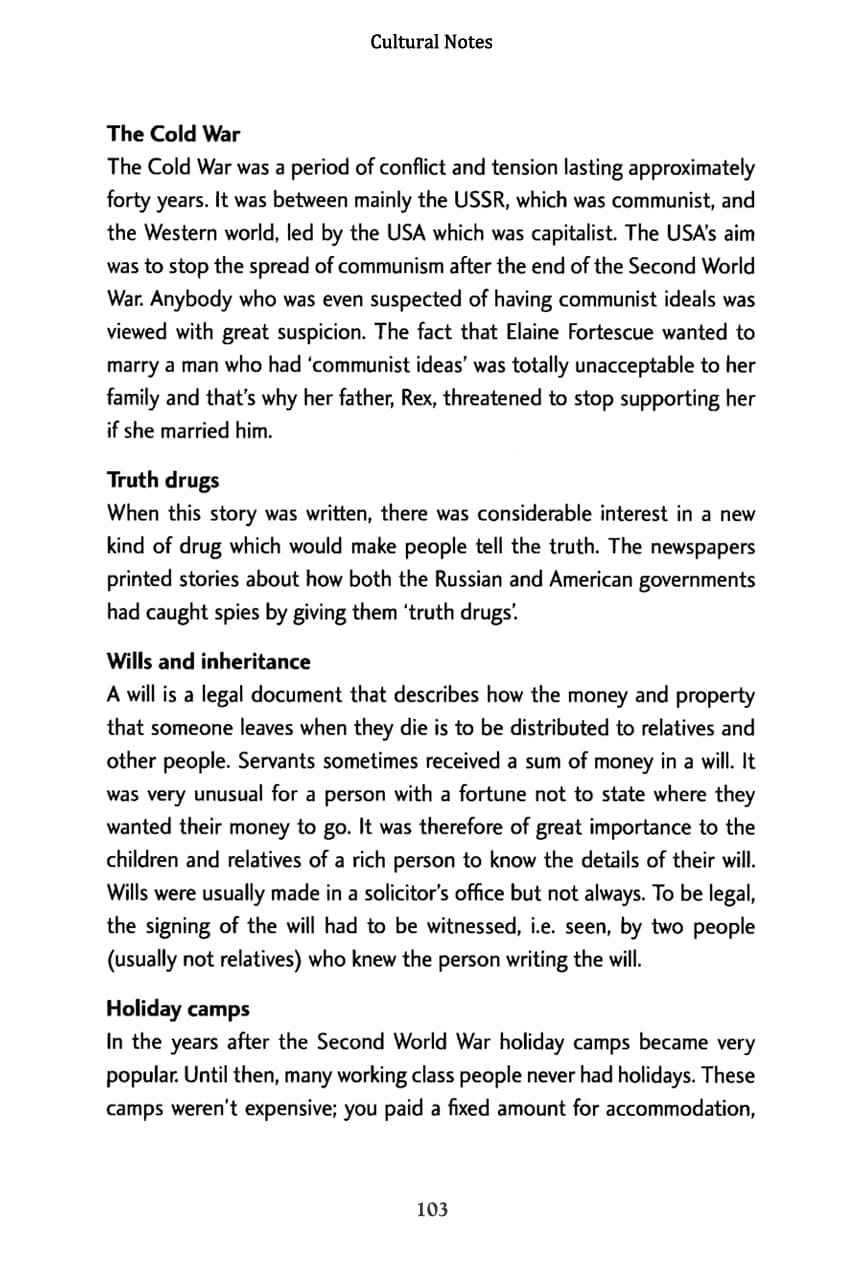 Cultural Notes
The Cold War
The Cold War was a period of conflict and tension lasting approximately
forty years. It was between mainly the USSR, which was communist, and
the Western world, led by the USA which was capitalist. The USA's aim
was to stop the spread of communism after the end of the Second World
War. Anybody who was even suspected of having communist ideals was
viewed with great suspicion. The fact that Elaine Fortescue wanted to
marry a man who had ‘communist ideas’ was totally unacceptable to her
family and that's why her father, Rex, threatened to stop supporting her
if she married him.
Truth drugs
When this story was written, there was considerable interest in a new
kind of drug which would make people tell the truth. The newspapers
printed stories about how both the Russian and American governments
had caught spies by giving them ‘truth drugs’.
Wills and inheritance
A will is a legal document that describes how the money and property
that someone leaves when they die is to be distributed to relatives and
other people. Servants sometimes received a sum of money in a will. It
was very unusual for a person with a fortune not to state where they
wanted their money to go. It was therefore of great importance to the
children and relatives of a rich person to know the details of their will.
Wills were usually made in a solicitor's office but not always. To be legal,
the signing of the will had to be witnessed, i.e. seen, by two people
(usually not relatives) who knew the person writing the will.
Holiday camps
In the years after the Second World War holiday camps became very
popular. Until then, many working class people never had holidays. These
camps weren't expensive; you paid a fixed amount for accommodation,
103